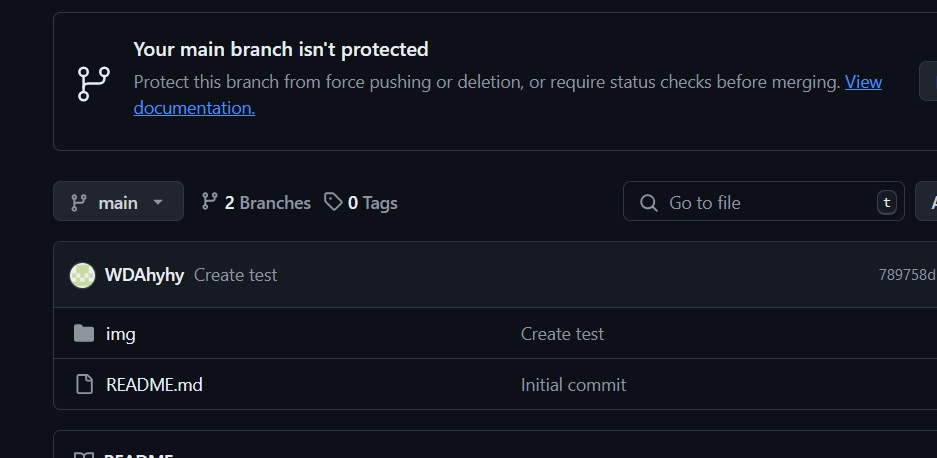 Your main branch isn't protected
Protect this branch from force pushing or deletion, or require status checks before merging. View
documentation.
main 2 Branches 0 Tags Go to file t
WDAhyhy Create test 789758d
img Create test
README.md Initial commit
README